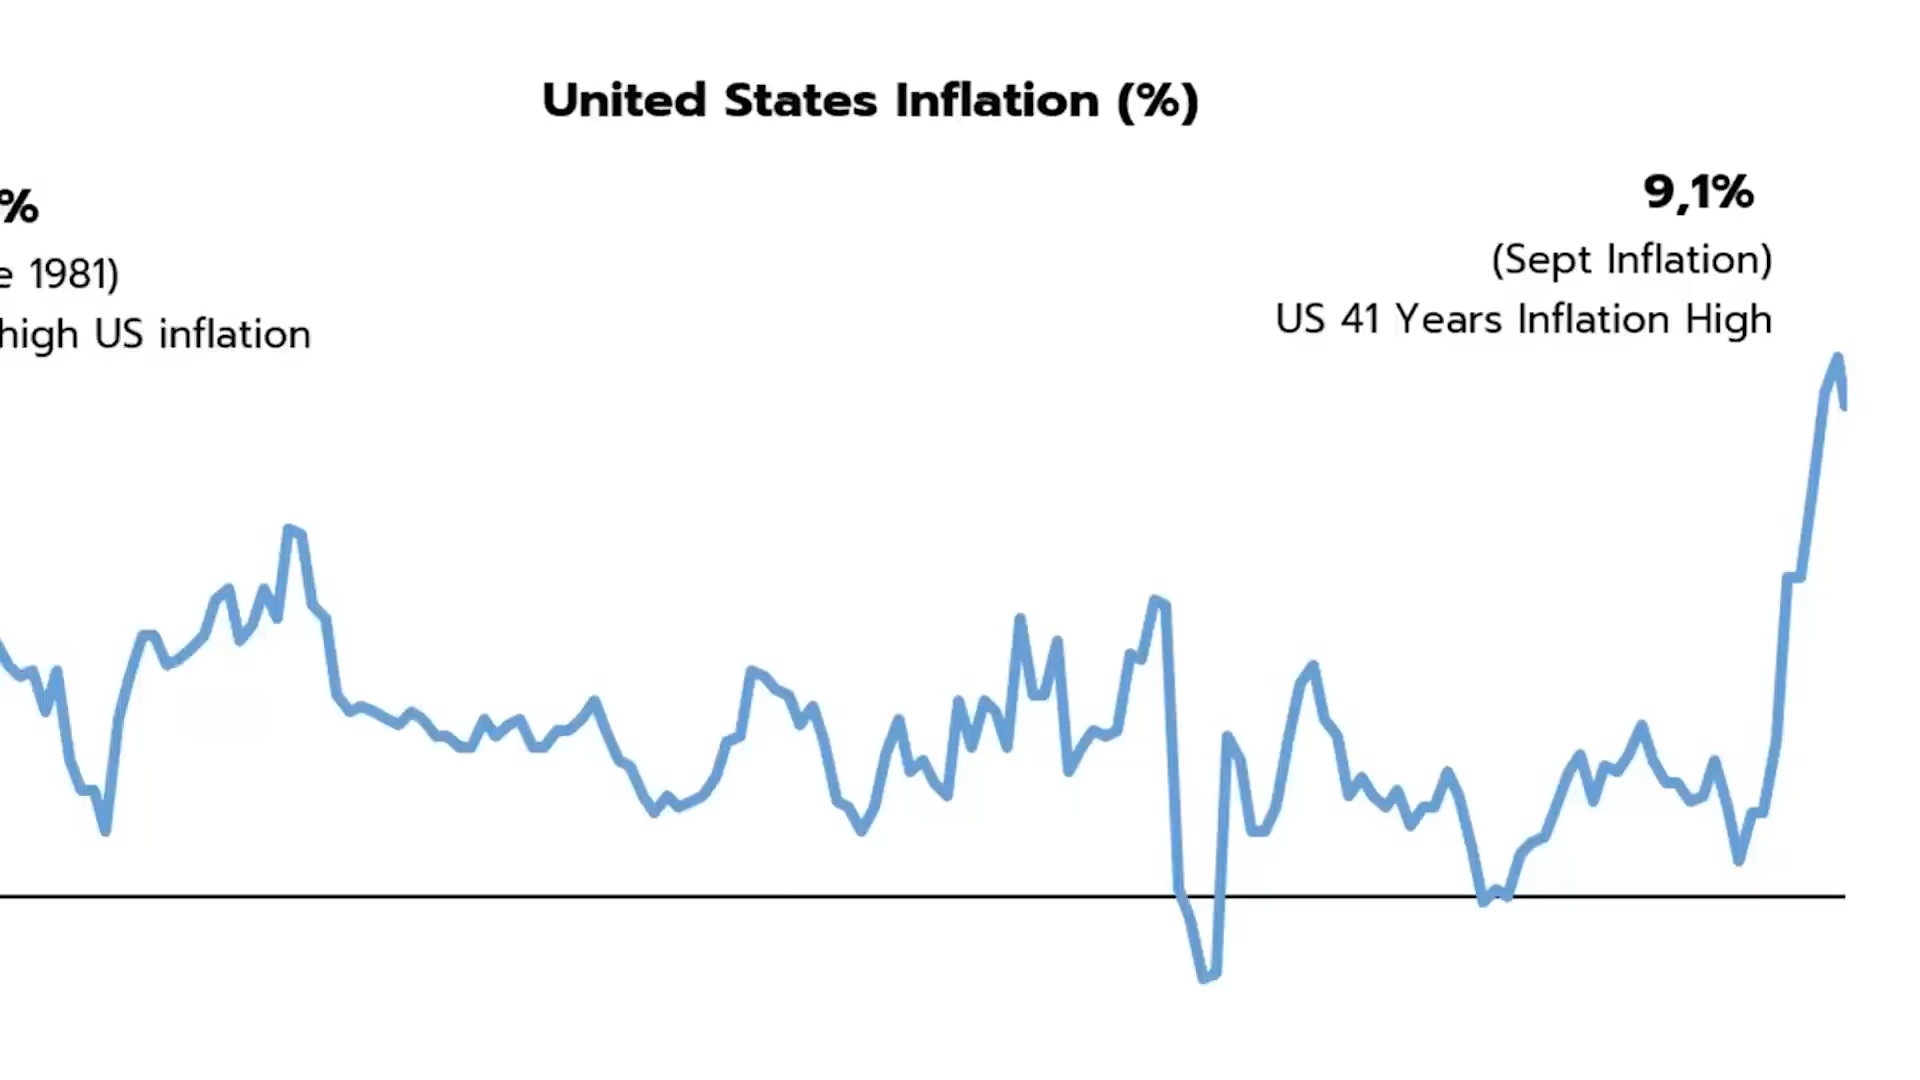 United States Inflation (%)
%
9,1%
e 1981)
(Sept Inflation)
high US inflation
US 41 Years Inflation High